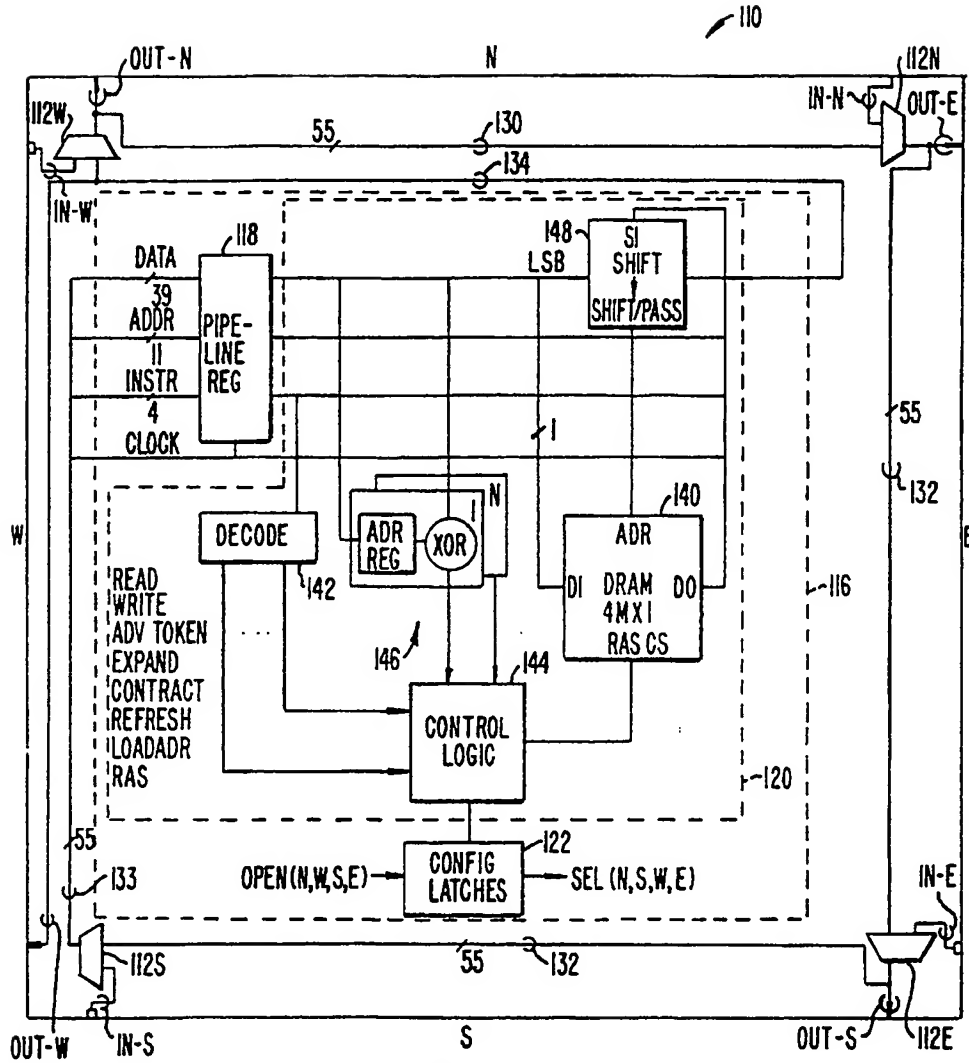 110
OUT-N
N
112N
112W
IN-N
OUT-E
55
130
134
IN-W
118
148
SI
SHIFT
SHIFT/PASS
LSB
DATA
39
ADDR
11
INSTR
4
CLOCK
PIPE-
LINE
REG
1
55
132
W
E
DECODE
142
ADR
REG
XOR
1
N
146
140
ADR
DI
DRAM
DO
4MX1
RAS CS
116
READ
WRITE
ADV TOKEN
EXPAND
CONTRACT
REFRESH
LOADADR
RAS
....
144
CONTROL
LOGIC
120
55
133
OPEN(N,W,S,E)
CONFIG
LATCHES
122
SEL (N,S,W,E)
IN-E
112S
55
132
OUT-W
IN-S
S
OUT-S
112E